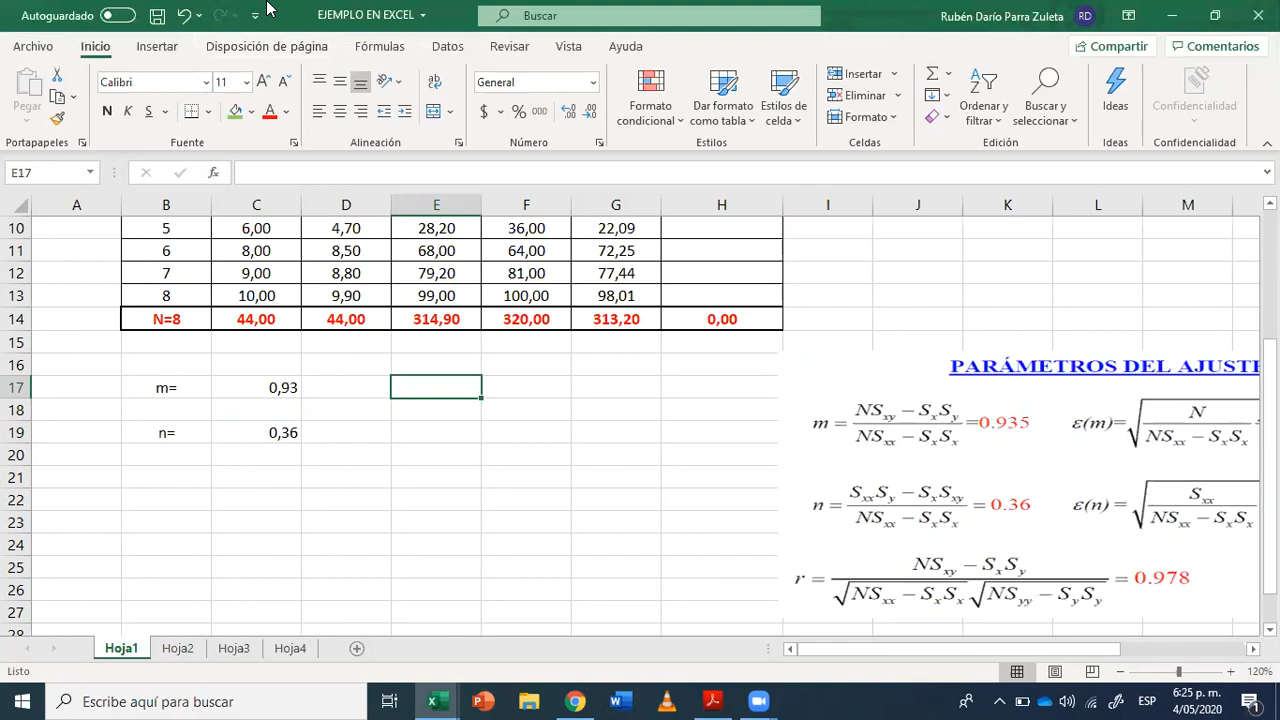 Autoguardado
EJEMPLO EN EXCEL
Buscar
Rubén Darío Parra Zuleta
RD
Archivo Inicio Insertar Disposición de página Fórmulas Datos Revisar Vista Ayuda
Compartir Comentarios
Pegar
Calibri 11
N K S
General
$ % 000
Formato condicional
Dar formato como tabla
Estilos de celda
Insertar
Eliminar
Formato
Ordenar y filtrar
Buscar y seleccionar
Ideas
Confidencialidad
Portapapeles Fuente Alineación Número Estilos Celdas Edición Ideas Confidencialidad
E17 fx
A B C D E F G H I J K L M
10 5 6,00 4,70 28,20 36,00 22,09
11 6 8,00 8,50 68,00 64,00 72,25
12 7 9,00 8,80 79,20 81,00 77,44
13 8 10,00 9,90 99,00 100,00 98,01
14 N=8 44,00 44,00 314,90 320,00 313,20 0,00
15
16
PARÁMETROS DEL AJUSTE
17 m= 0,93
18
19 n= 0,36
20
21
22
23
24
25
26
27
28
m = (NSxy − SxSy)/(NSxx − SxSx) =0.935 ε(m)= √(N/(NSxx − SxSx))
n = (SxxSy − SxSxy)/(NSxx − SxSx) = 0.36 ε(n) = √(Sxx/(NSxx − SxSx))
r = (NSxy − SxSy)/(√(NSxx − SxSx)√(NSyy − SySy)) = 0.978
Hoja1 Hoja2 Hoja3 Hoja4
Listo
120%
Escribe aquí para buscar
ESP
6:25 p. m.
4/05/2020
1